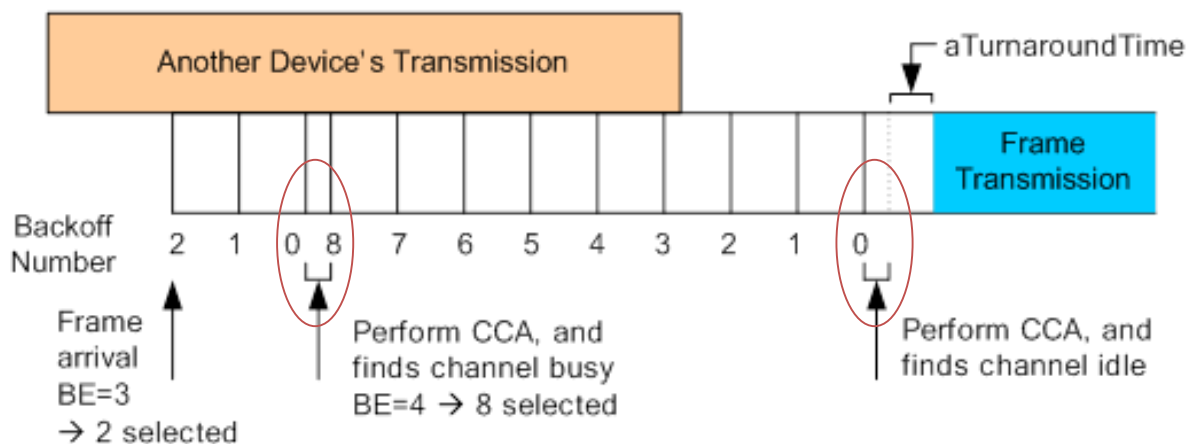 Another Device's Transmission
aTurnaroundTime
Frame
Transmission
Backoff
Number
2 1 0 8 7 6 5 4 3 2 1 0
Frame
arrival
BE=3
→ 2 selected
Perform CCA, and
finds channel busy
BE=4 → 8 selected
Perform CCA, and
finds channel idle